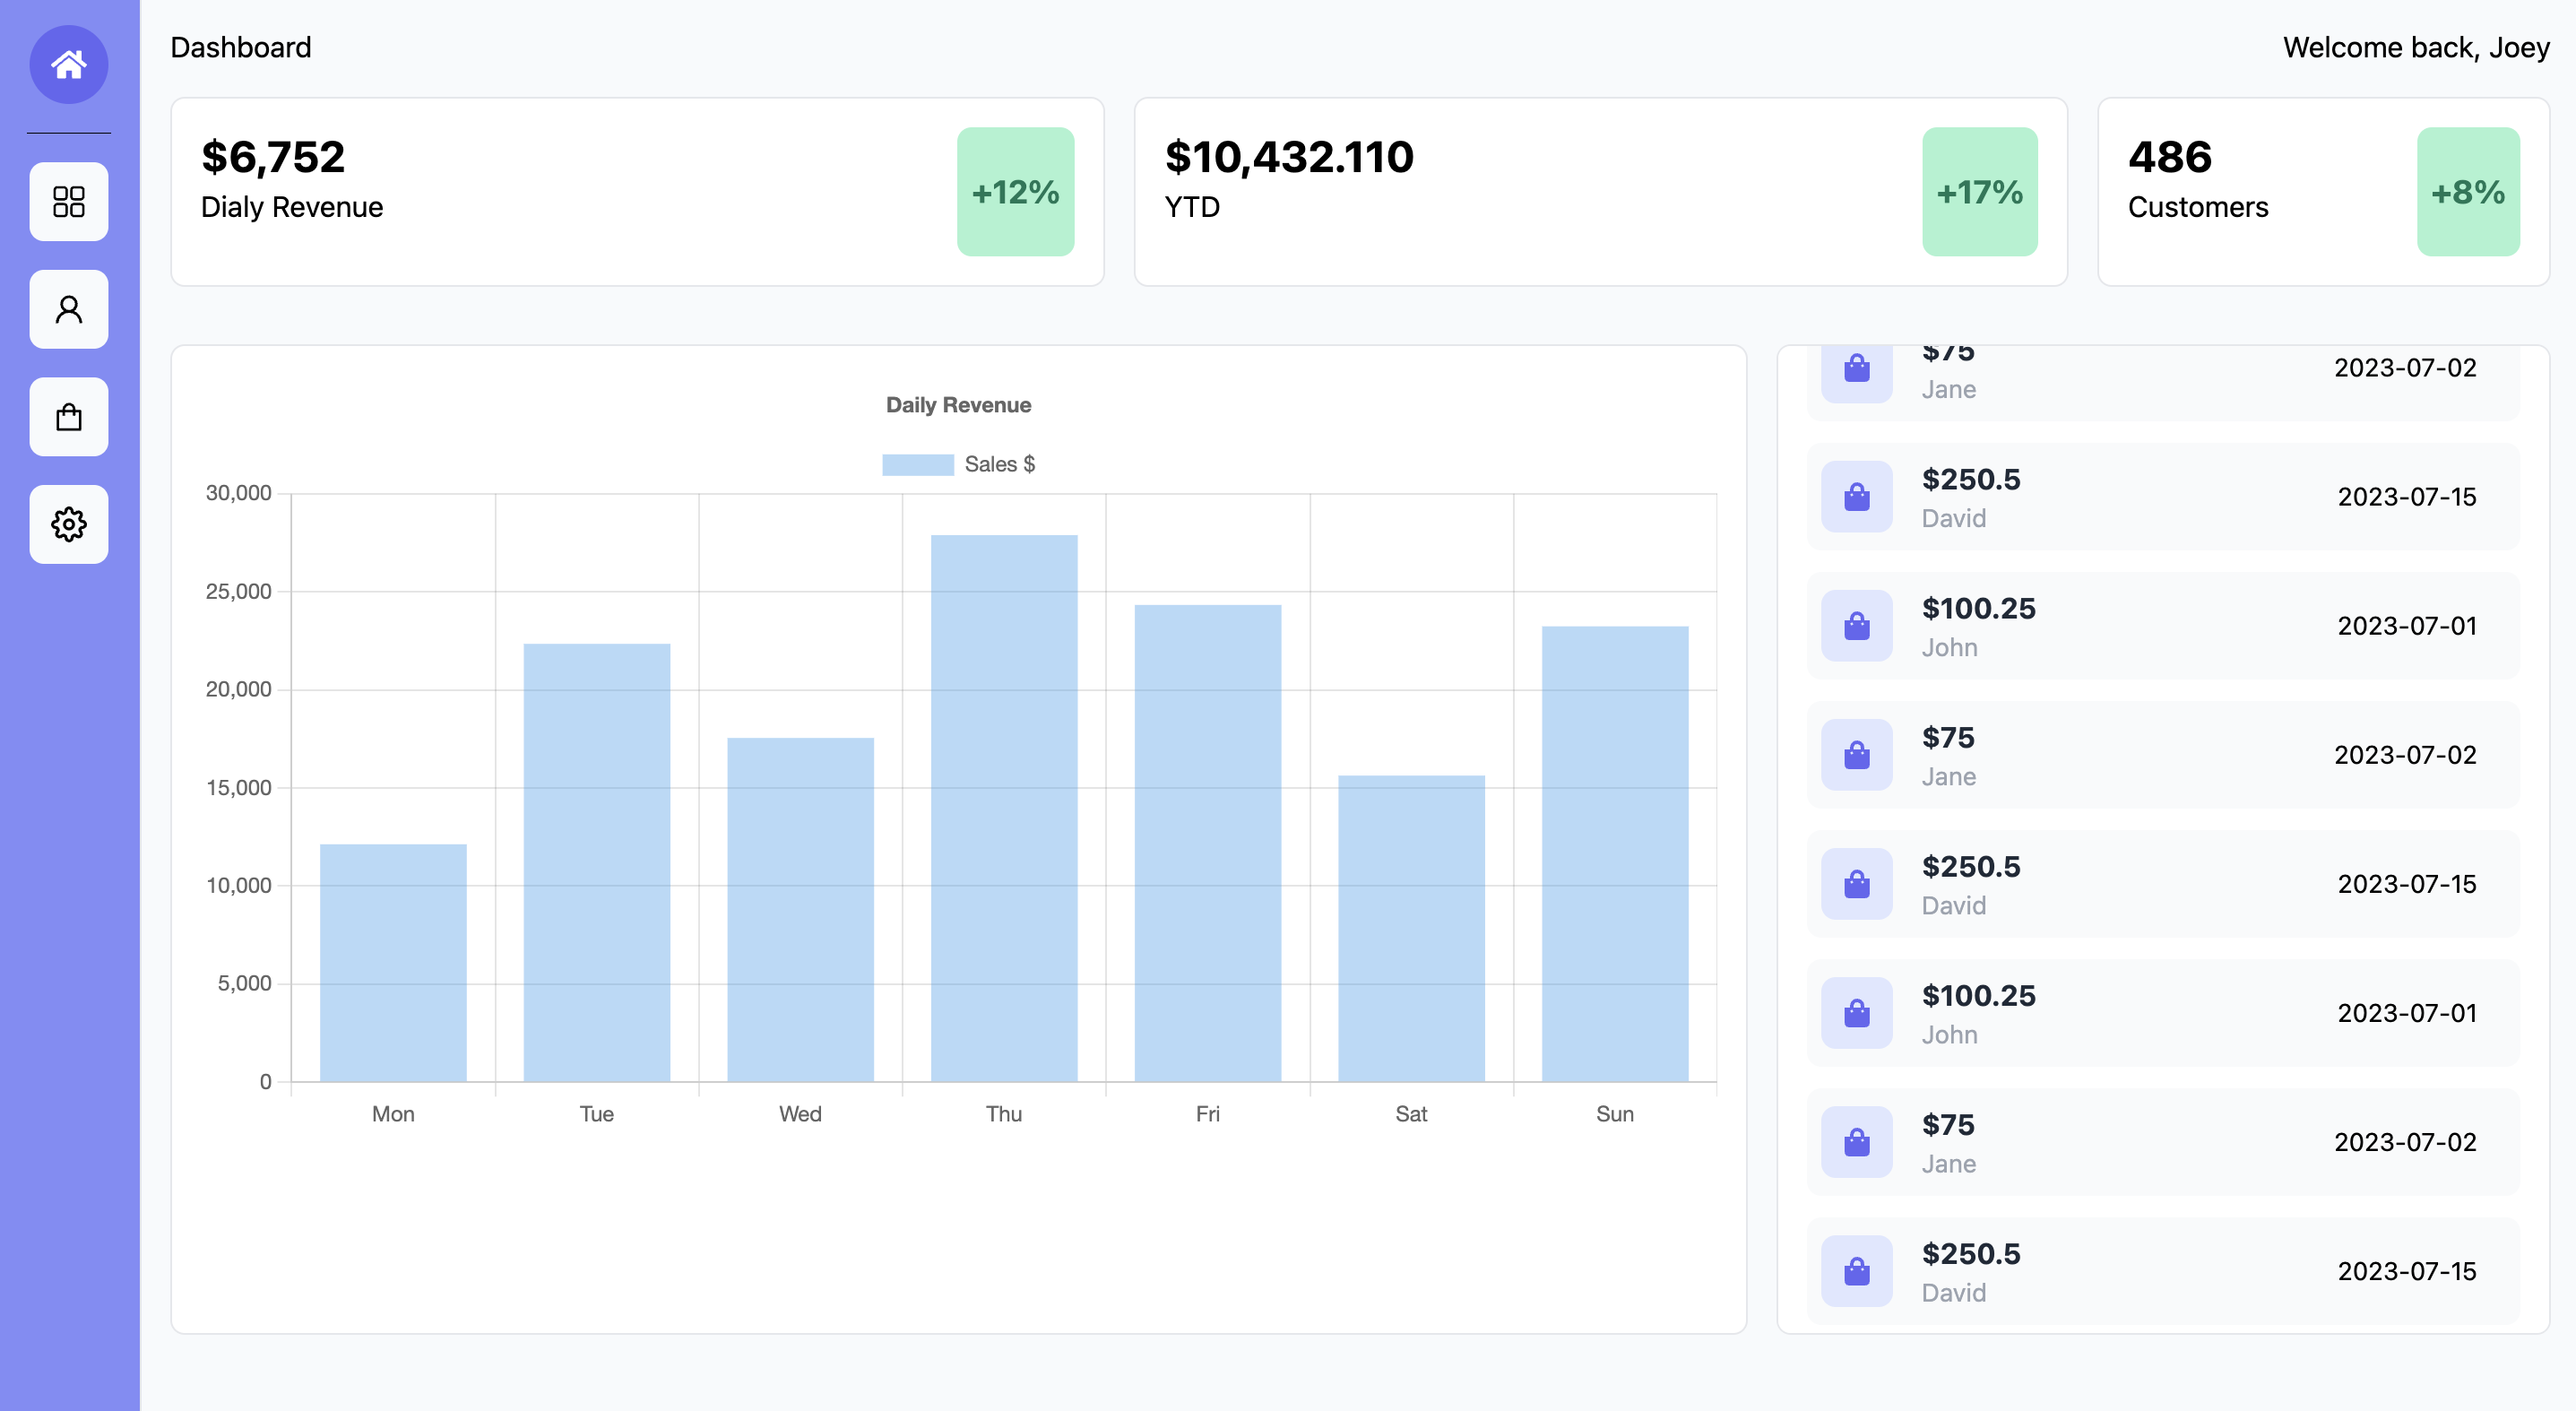 Dashboard
Welcome back, Joey
$6,752
Dialy Revenue
+12%
$10,432.110
YTD
+17%
486
Customers
+8%
Daily Revenue
Sales $
30,000
25,000
20,000
15,000
10,000
5,000
0
Mon Tue Wed Thu Fri Sat Sun
$75
Jane
2023-07-02
$250.5
David
2023-07-15
$100.25
John
2023-07-01
$75
Jane
2023-07-02
$250.5
David
2023-07-15
$100.25
John
2023-07-01
$75
Jane
2023-07-02
$250.5
David
2023-07-15